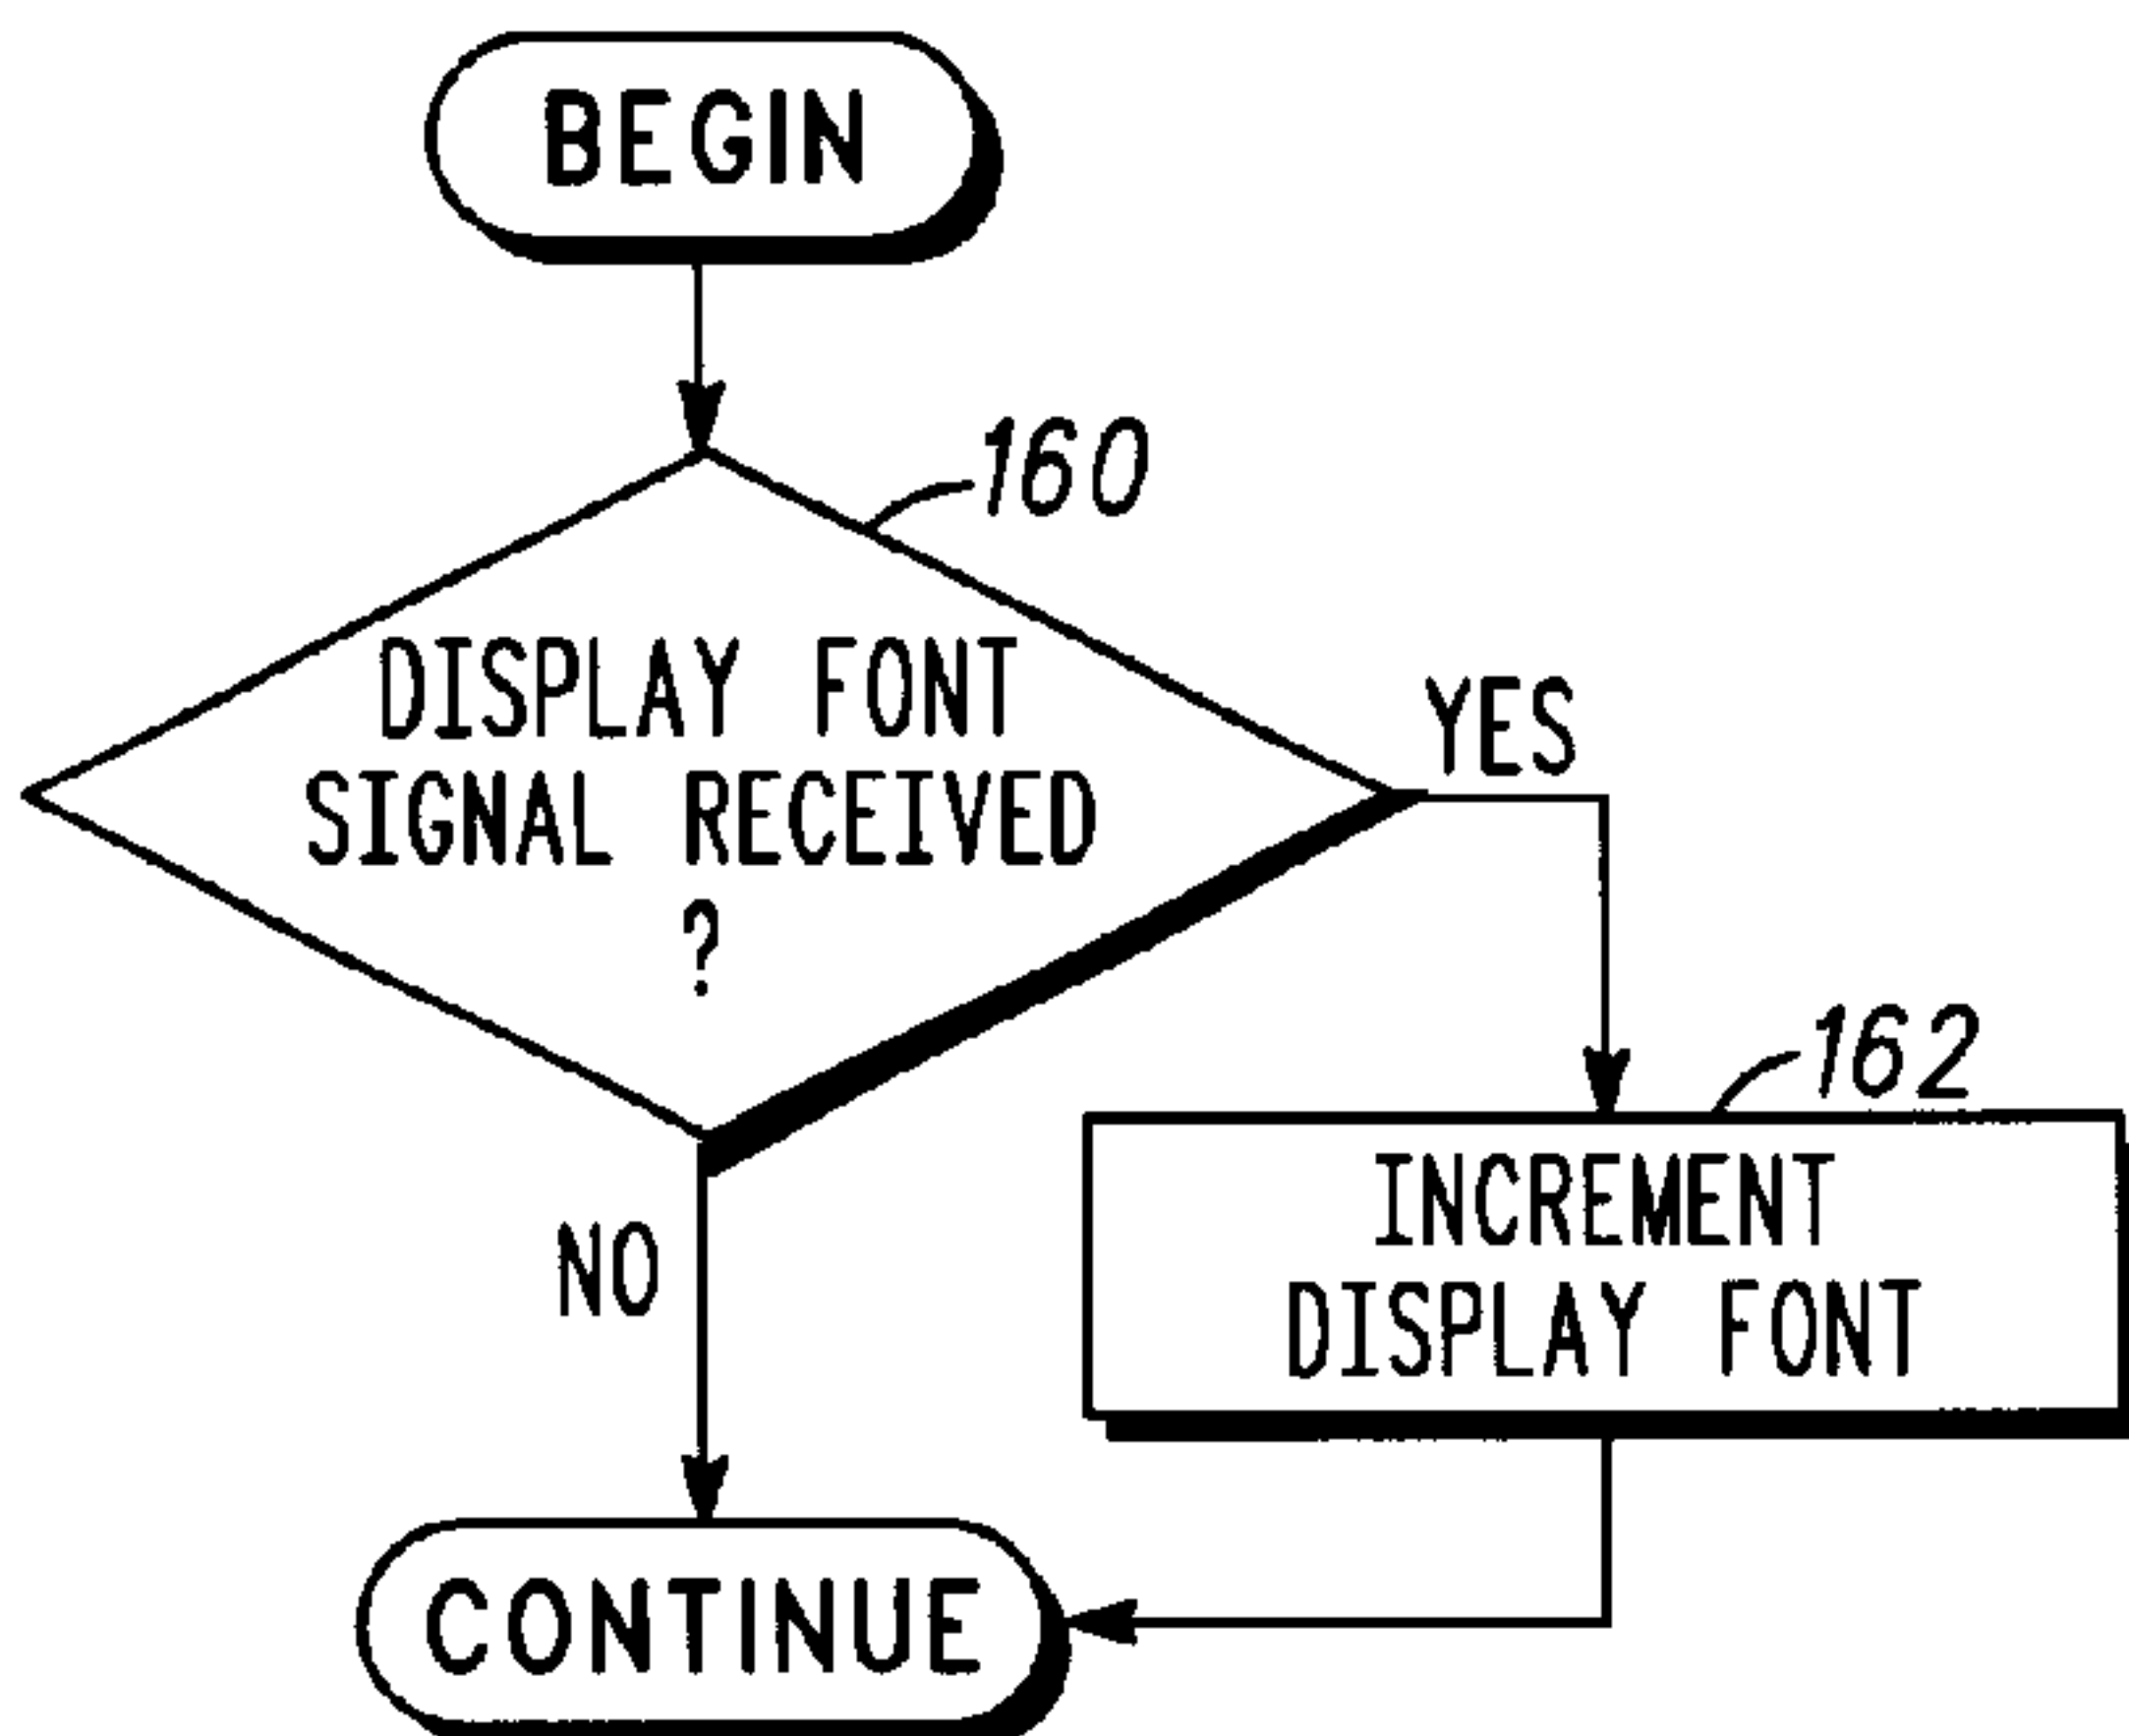 BEGIN
160
DISPLAY FONT
SIGNAL RECEIVED
?
YES
162
INCREMENT
DISPLAY FONT
NO
CONTINUE